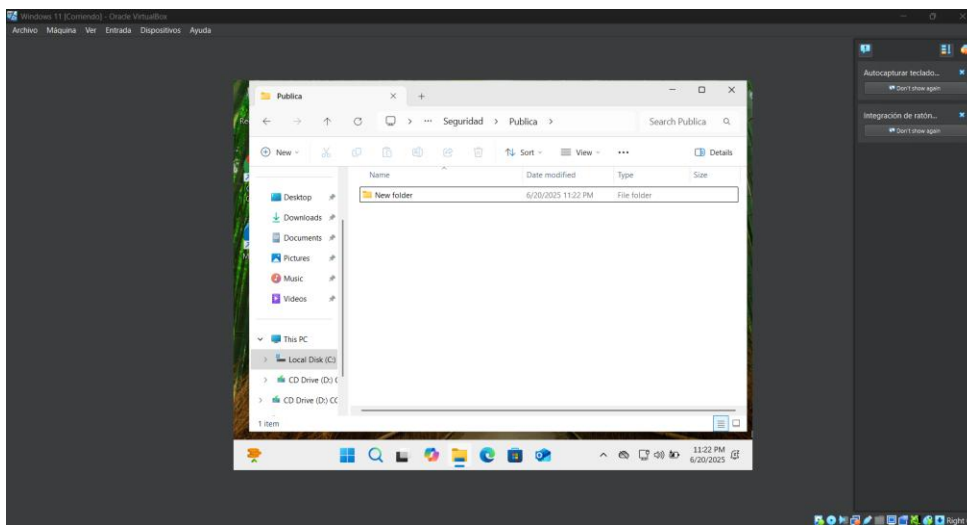 Windows 11 [Corriendo] - Oracle VirtualBox
Archivo Máquina Ver Entrada Dispositivos Ayuda
Autocapturar teclado...
Don't show again
Integración de ratón...
Don't show again
Publica
Seguridad > Publica >
Search Publica
New
Sort
View
Details
Name Date modified Type Size
New folder 6/20/2025 11:22 PM File folder
Desktop
Downloads
Documents
Pictures
Music
Videos
This PC
Local Disk (C:)
CD Drive (D:) (
CD Drive (D:) CC
1 item
11:22 PM
6/20/2025
Right